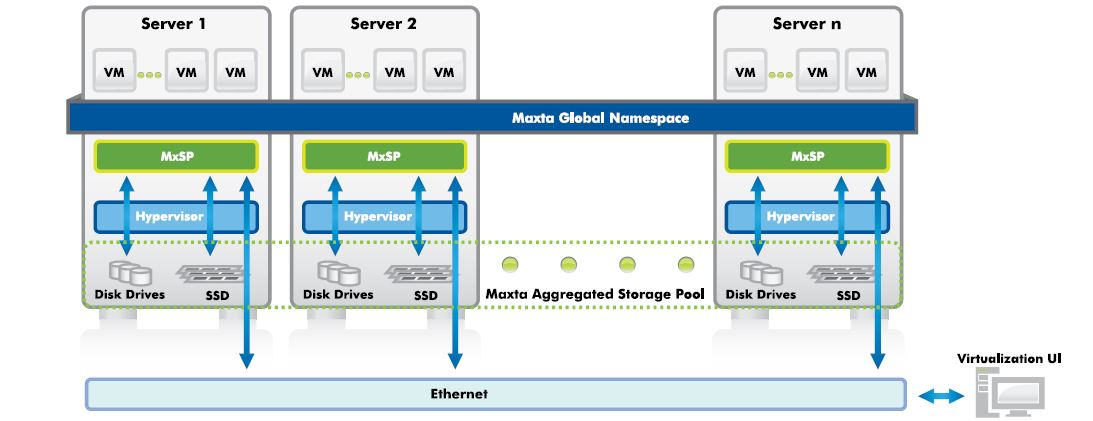 Server 1
Server 2
Server n
VM VM VM
VM VM VM
VM VM VM
Maxta Global Namespace
MxSP
MxSP
MxSP
Hypervisor
Hypervisor
Hypervisor
Disk Drives SSD
Disk Drives SSD
Maxta Aggregated Storage Pool
Disk Drives SSD
Virtualization UI
Ethernet